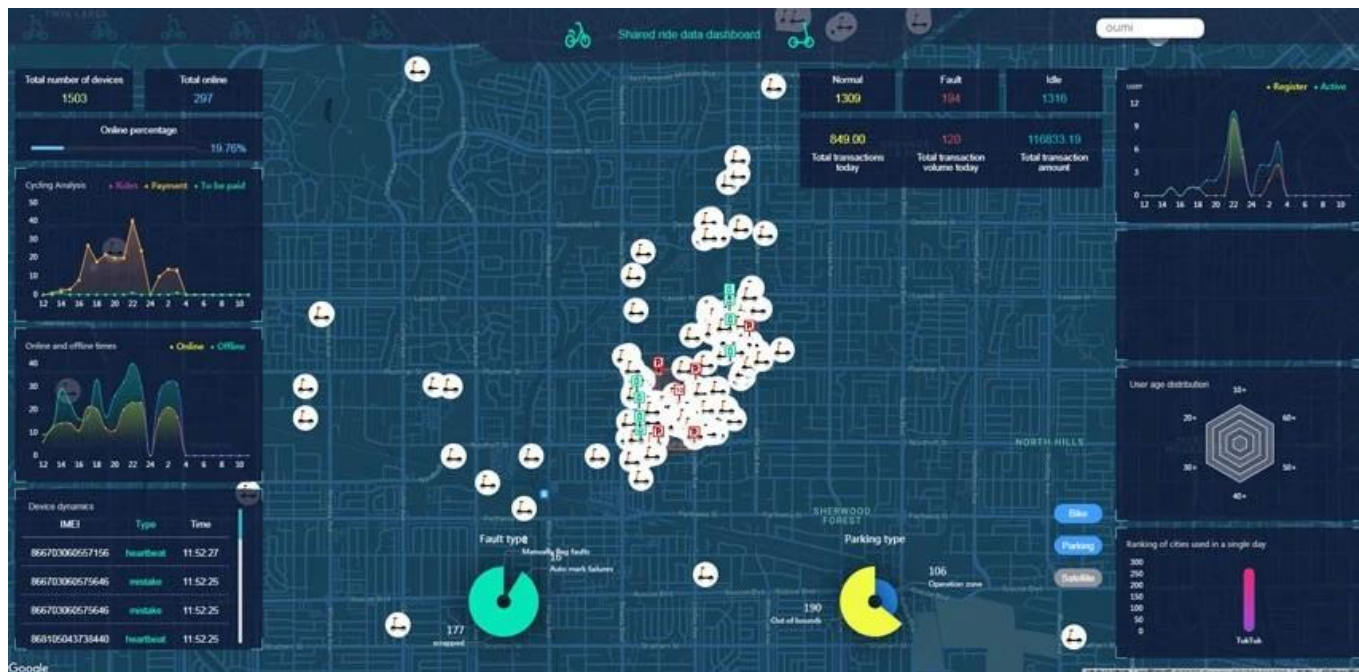 Shared ride data dashboard
oumi
Total number of devices
1503
Total online
297
Online percentage
19.76%
Cycling Analysis
Rides
Payment
To be paid
50
40
30
20
10
0
12 14 16 18 20 22 24 2 4 6 8 10
Online and offline times
Online
Offline
40
30
20
10
0
12 14 16 18 20 22 24 2 4 6 8 10
Device dynamics
IMEI Type Time
866703060557156 heartbeat 11:52:27
866703060575646 mistake 11:52:25
866703060575646 mistake 11:52:25
868105043738440 heartbeat 11:52:25
Google
Fault type
Manually flag faults
16
Auto mark failures
177
scrapped
Parking type
106
Operation zone
190
Out of bounds
NORTH HILLS
SHERWOOD
FOREST
Bike
Parking
Satellite
Normal
1309
Fault
194
Idle
1316
849.00
Total transactions
today
120
Total transaction
volume today
116833.19
Total transaction
amount
user
Register
Active
12
9
6
3
0
12 14 16 18 20 22 24 2 4 6 8 10
User age distribution
10+
20+
60+
30+
50+
40+
Ranking of cities used in a single day
300
250
200
150
100
50
0
TukTuk